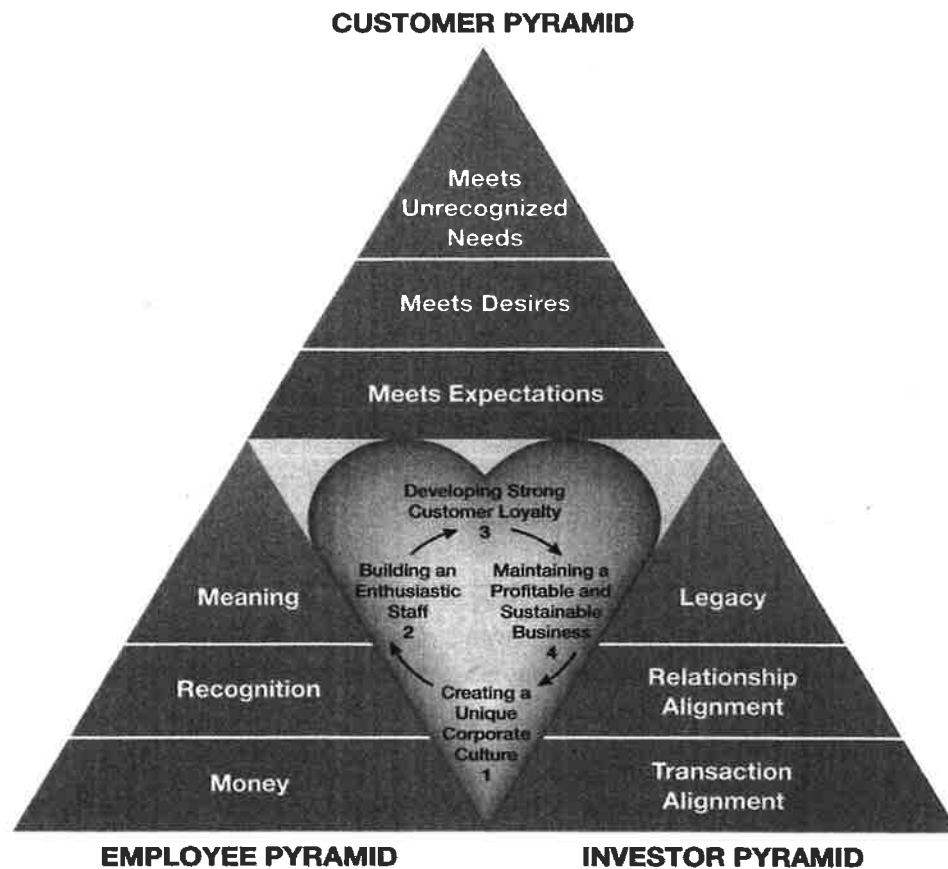 CUSTOMER PYRAMID
Meets
Unrecognized
Needs
Meets Desires
Meets Expectations
Developing Strong
Customer Loyalty
3
Building an
Enthusiastic
Staff
2
Maintaining a
Profitable and
Sustainable
Business
4
Creating a
Unique
Corporate
Culture
1
Meaning
Recognition
Money
Legacy
Relationship
Alignment
Transaction
Alignment
EMPLOYEE PYRAMID
INVESTOR PYRAMID